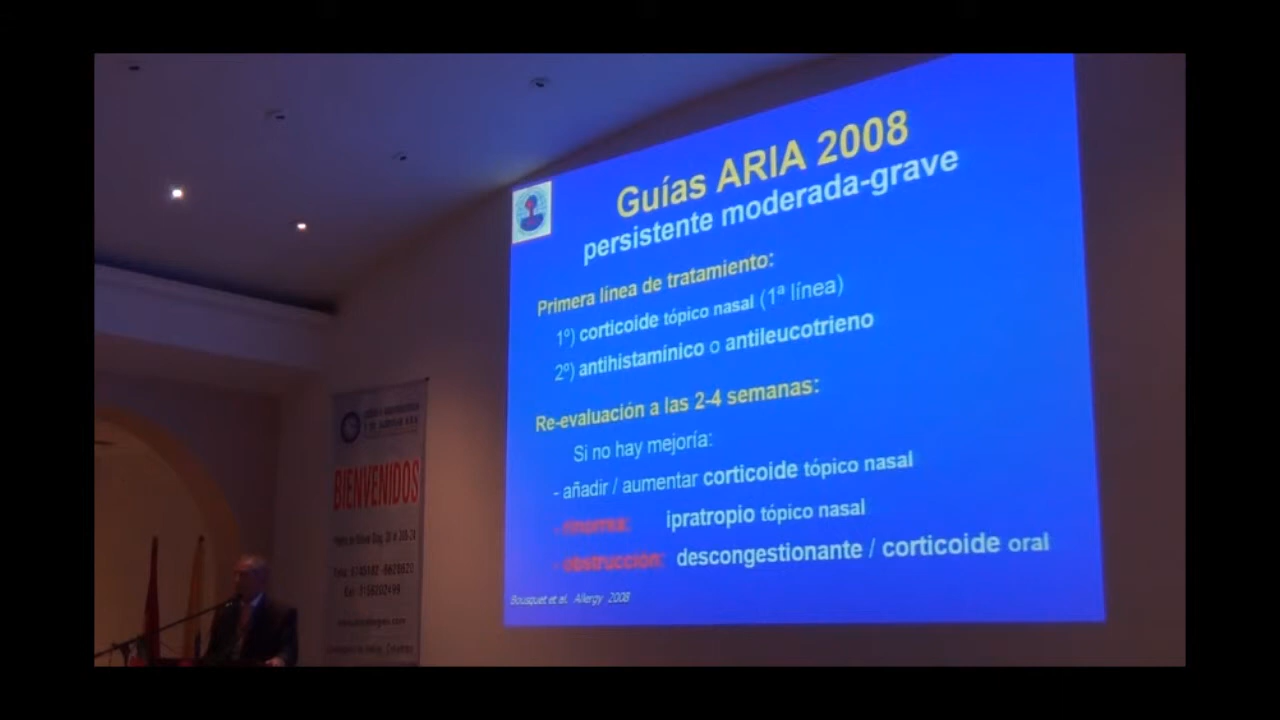 Guías ARIA 2008
persistente moderada-grave
Primera línea de tratamiento:
1º) corticoide tópico nasal (1ª línea)
2º) antihistamínico o antileucotrieno
Re-evaluación a las 2-4 semanas:
Si no hay mejoría:
- añadir / aumentar corticoide tópico nasal
- rinorrea: ipratropio tópico nasal
- obstrucción: descongestionante / corticoide oral
Bousquet et al. Allergy 2008
BIENVENIDOS